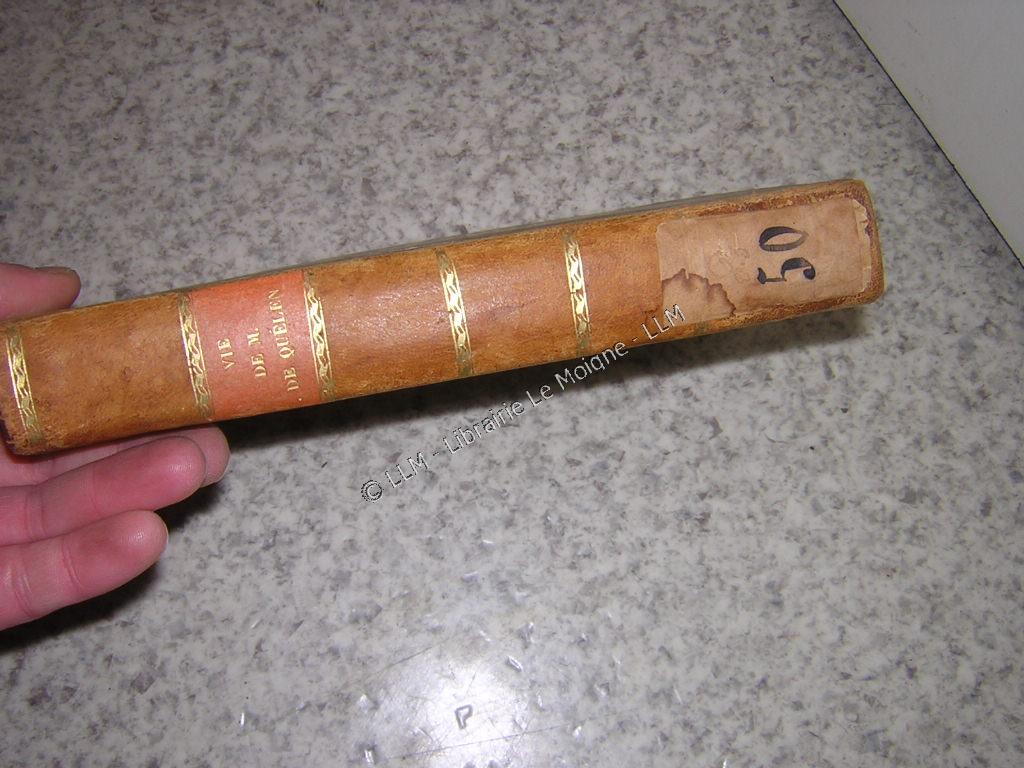 VIE
DE M.
DE QUÉLEN
50
© LLM - Librairie Le Moigne - LLM
P